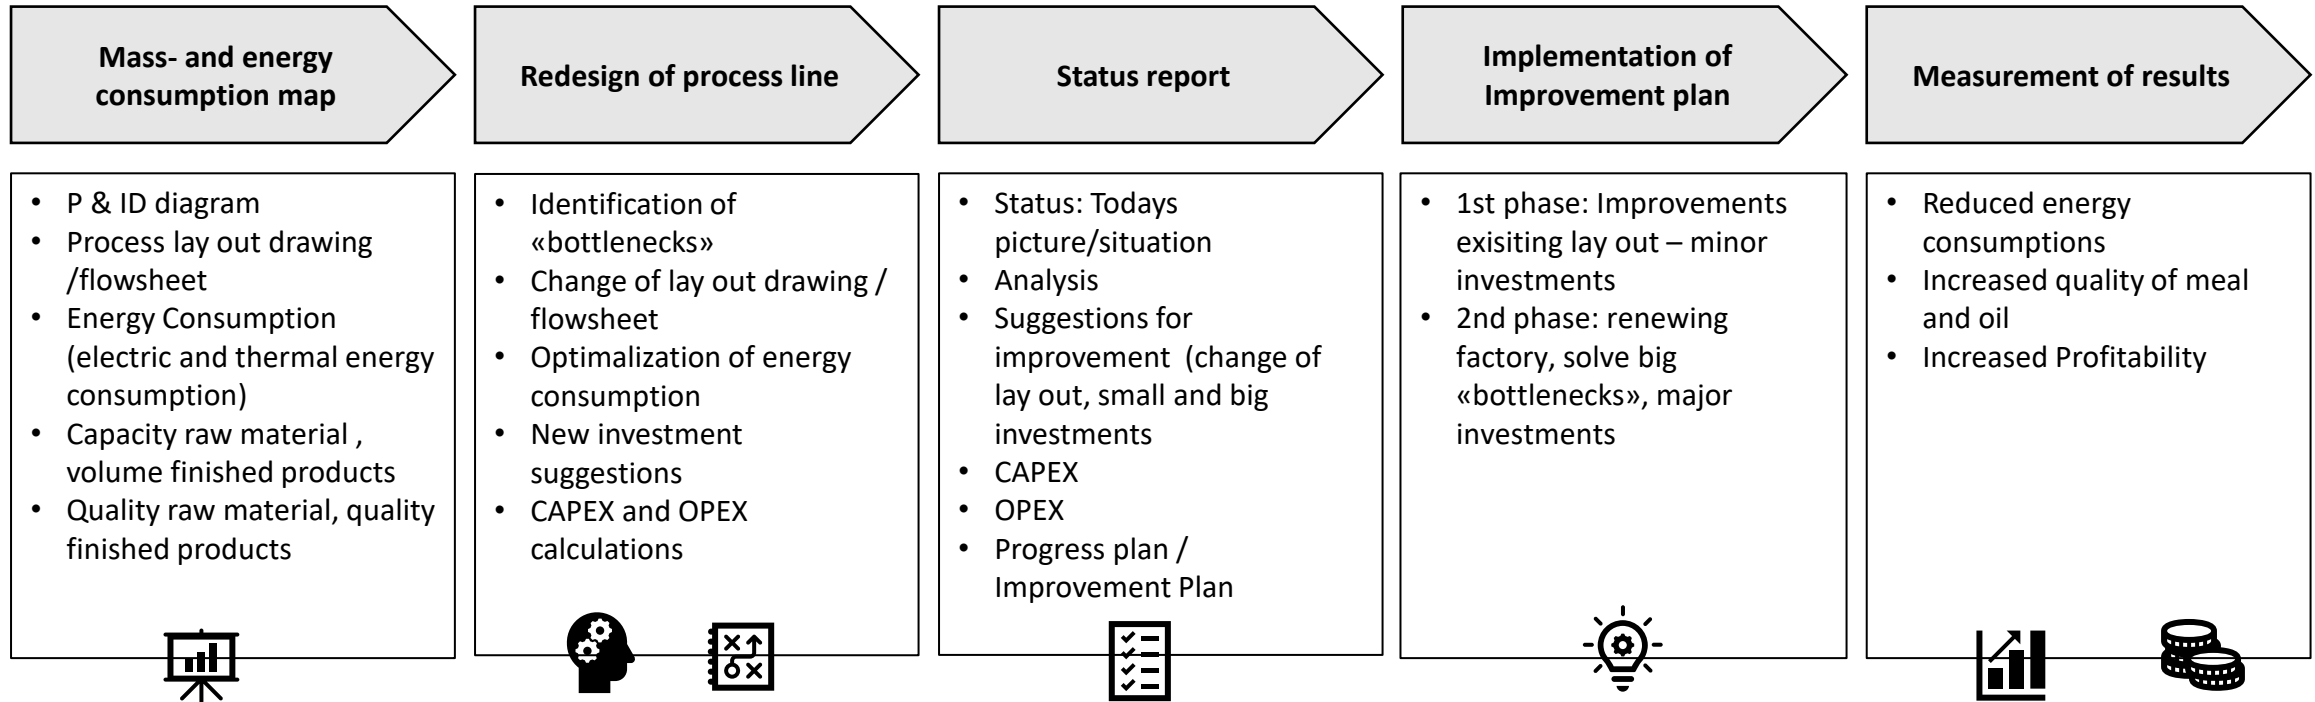 Mass- and energy
consumption map
Redesign of process line
Status report
Implementation of
Improvement plan
Measurement of results
• P & ID diagram
• Process lay out drawing
/flowsheet
• Energy Consumption
(electric and thermal energy
consumption)
• Capacity raw material ,
volume finished products
• Quality raw material, quality
finished products
• Identification of
«bottlenecks»
• Change of lay out drawing /
flowsheet
• Optimalization of energy
consumption
• New investment
suggestions
• CAPEX and OPEX
calculations
• Status: Todays
picture/situation
• Analysis
• Suggestions for
improvement  (change of
lay out, small and big
investments
• CAPEX
• OPEX
• Progress plan /
Improvement Plan
• 1st phase: Improvements
exisiting lay out – minor
investments
• 2nd phase: renewing
factory, solve big
«bottlenecks», major
investments
• Reduced energy
consumptions
• Increased quality of meal
and oil
• Increased Profitability